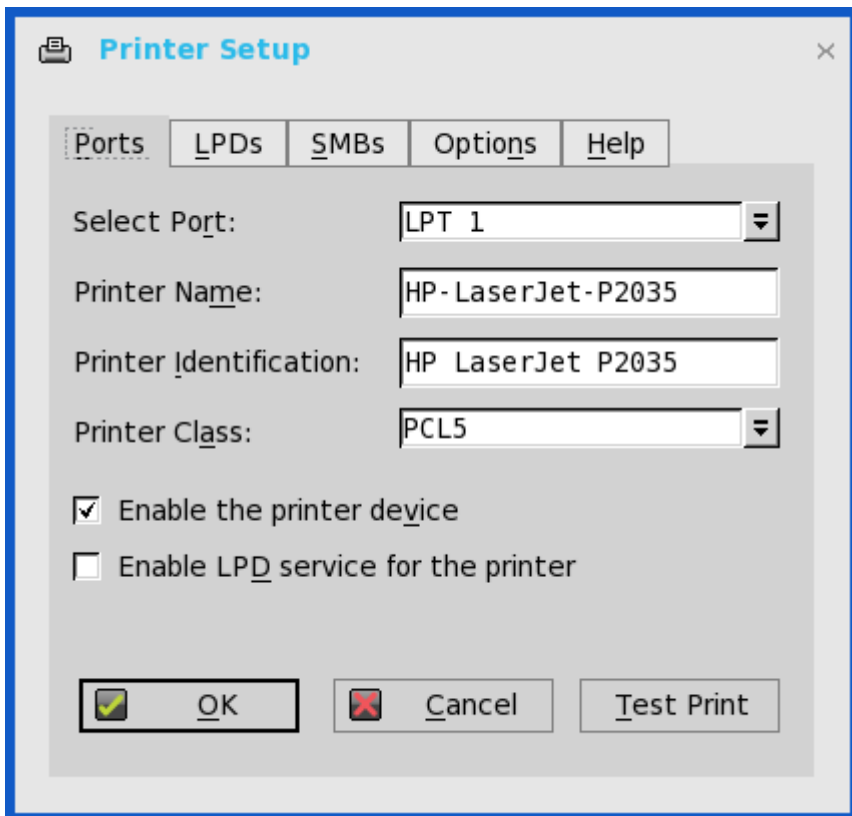 Printer Setup
Ports LPDs SMBs Options Help
Select Port: LPT 1
Printer Name: HP-LaserJet-P2035
Printer Identification: HP LaserJet P2035
Printer Class: PCL5
Enable the printer device
Enable LPD service for the printer
OK Cancel Test Print